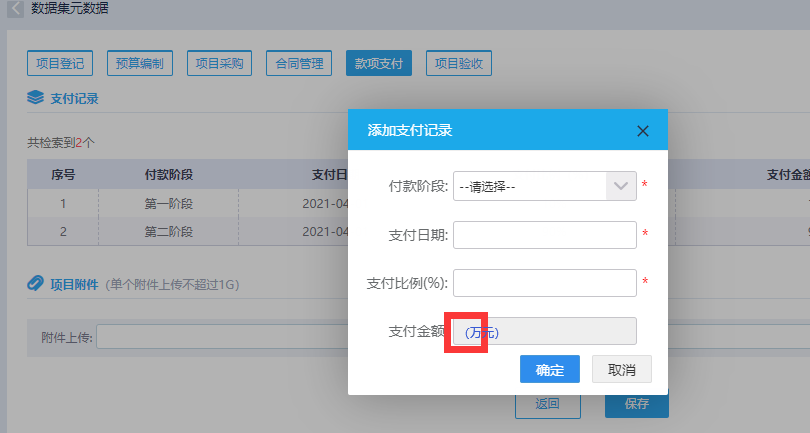 数据集元数据
项目登记 预算编制 项目采购 合同管理 款项支付 项目验收
支付记录
共检索到2个
序号 付款阶段 支付日 支付金额
1 第一阶段 2021-04
2 第二阶段 2021-04
项目附件 (单个附件上传不超过1G)
附件上传:
添加支付记录
付款阶段: --请选择-- *
支付日期: *
支付比例(%): *
支付金额 (万元)
确定 取消
返回 保存